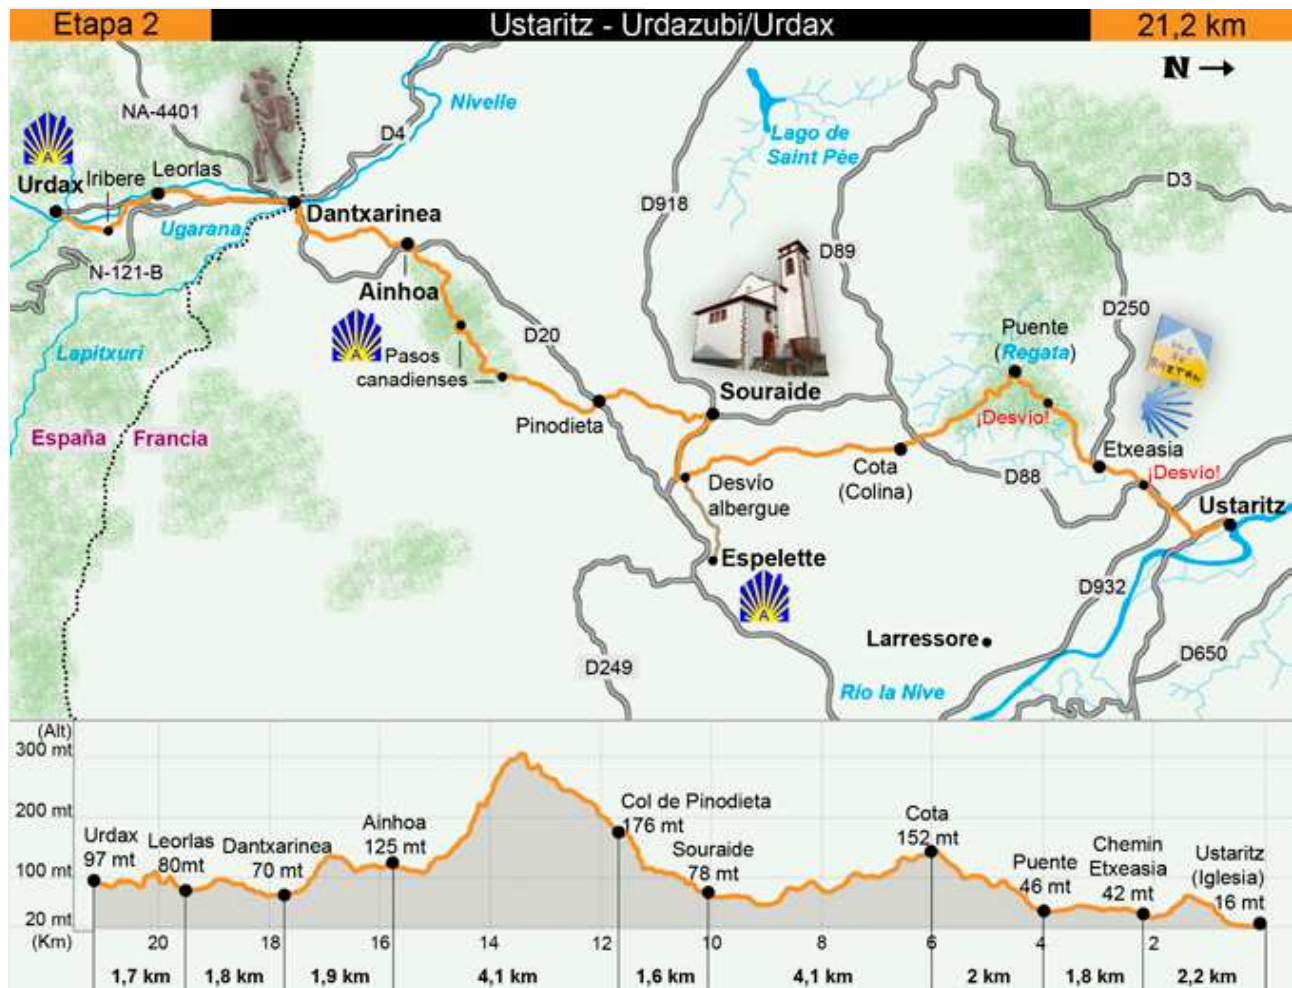 Etapa 2
Ustaritz - Urdazubi/Urdax
21,2 km
N
NA-4401
Nivelle
D4
Lago de
Saint Pée
D3
Urdax
Iribere
Leorlas
Dantxarinea
Ugarana
N-121-B
D918
D89
Ainhoa
D20
D250
Puente
(Regata)
Lapitxuri
Pasos
canadienses
Souraide
¡Desvío!
Pinodieta
España
Francia
Etxeasia
¡Desvío!
Cota
(Colina)
D88
Desvío
albergue
Ustaritz
Espelette
D932
Larressore
D650
D249
Río la Nive
A
A
A
(Alt)
300 mt
200 mt
100 mt
20 mt
(Km)
Urdax
97 mt
Leorlas
80mt
Dantxarinea
70 mt
Ainhoa
125 mt
Col de Pinodieta
176 mt
Souraide
78 mt
Cota
152 mt
Puente
46 mt
Chemin
Etxeasia
42 mt
Ustaritz
(Iglesia)
16 mt
20 18 16 14 12 10 8 6 4 2
1,7 km 1,8 km 1,9 km 4,1 km 1,6 km 4,1 km 2 km 1,8 km 2,2 km